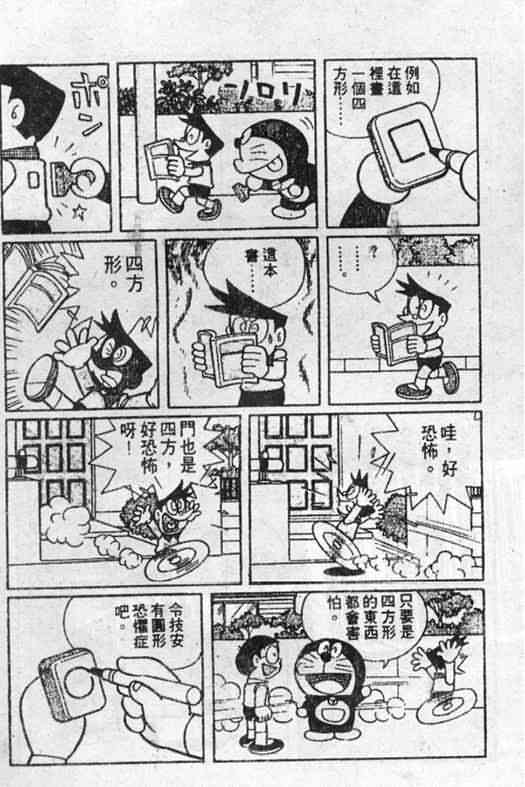 例如
在這
裡畫
一個四
方形……
ノロリ
ポン
？
……。
這本
書……
四方
形。
哇，好
恐怖。
門也是
四方，
好恐怖
呀！
只要是
四方形
的東西
都會害
怕。
令技安
有圓形
恐懼症
吧。